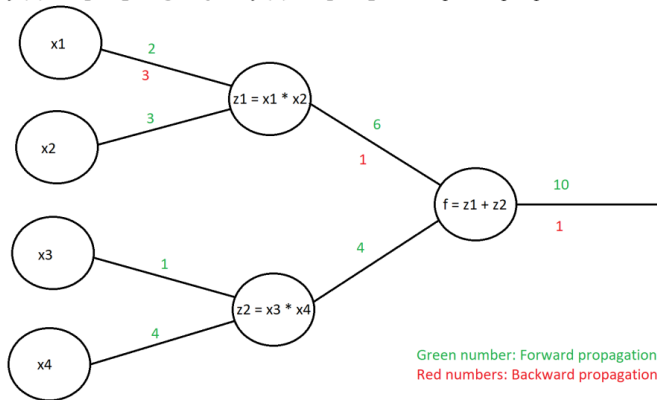 x1
2
3
z1 = x1 * x2
x2
3
6
1
f = z1 + z2
10
1
x3
1
4
z2 = x3 * x4
4
x4
Green number: Forward propagation
Red numbers: Backward propagation